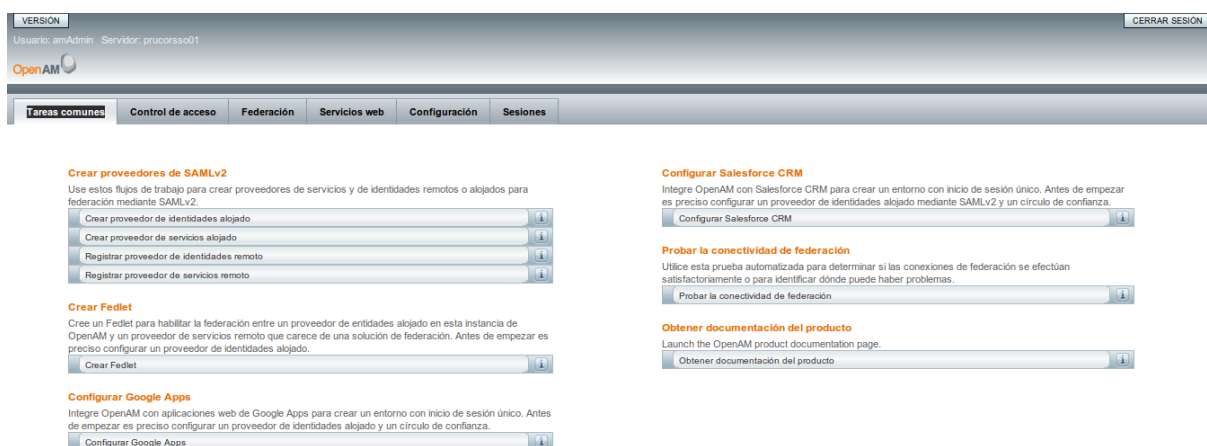 VERSIÓN
CERRAR SESIÓN
Usuario: amAdmin Servidor: prucorsso01
OpenAM
Tareas comunes Control de acceso Federación Servicios web Configuración Sesiones
Crear proveedores de SAMLv2
Use estos flujos de trabajo para crear proveedores de servicios y de identidades remotos o alojados para
federación mediante SAMLv2.
Crear proveedor de identidades alojado
Crear proveedor de servicios alojado
Registrar proveedor de identidades remoto
Registrar proveedor de servicios remoto
Crear Fedlet
Cree un Fedlet para habilitar la federación entre un proveedor de entidades alojado en esta instancia de
OpenAM y un proveedor de servicios remoto que carece de una solución de federación. Antes de empezar es
preciso configurar un proveedor de identidades alojado.
Crear Fedlet
Configurar Google Apps
Integre OpenAM con aplicaciones web de Google Apps para crear un entorno con inicio de sesión único. Antes
de empezar es preciso configurar un proveedor de identidades alojado y un círculo de confianza.
Configurar Google Apps
Configurar Salesforce CRM
Integre OpenAM con Salesforce CRM para crear un entorno con inicio de sesión único. Antes de empezar
es preciso configurar un proveedor de identidades alojado mediante SAMLv2 y un círculo de confianza.
Configurar Salesforce CRM
Probar la conectividad de federación
Utilice esta prueba automatizada para determinar si las conexiones de federación se efectúan
satisfactoriamente o para identificar dónde puede haber problemas.
Probar la conectividad de federación
Obtener documentación del producto
Launch the OpenAM product documentation page.
Obtener documentación del producto